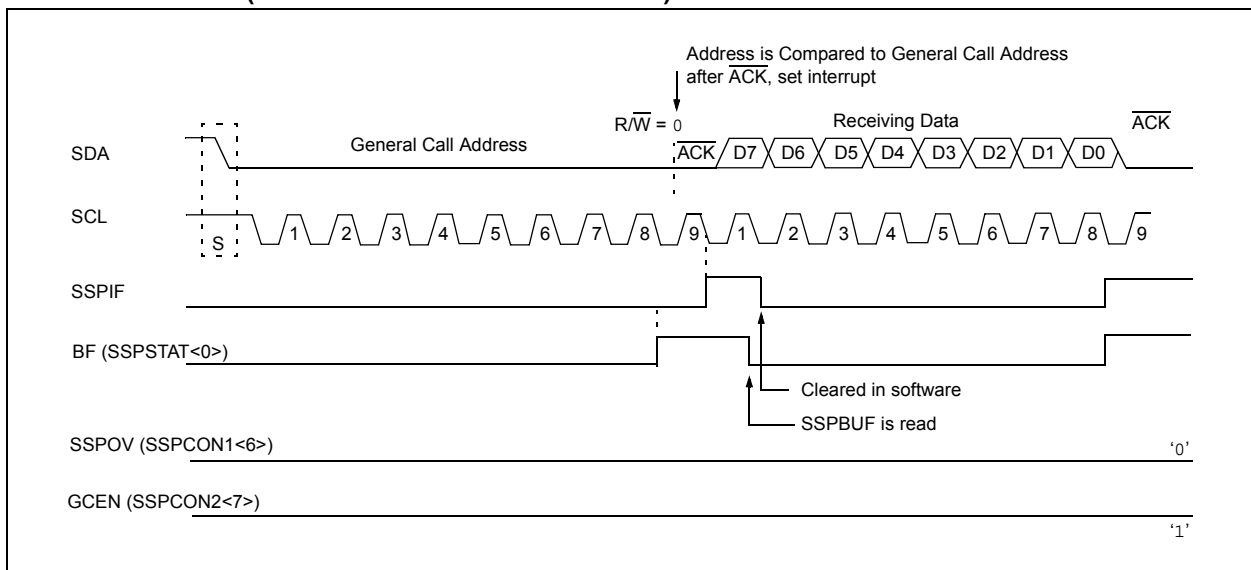 Address is Compared to General Call Address
after ACK, set interrupt
R/W = 0
Receiving Data
ACK
SDA
General Call Address
ACK
D7 D6 D5 D4 D3 D2 D1 D0
SCL
S
1 2 3 4 5 6 7 8 9 1 2 3 4 5 6 7 8 9
SSPIF
BF (SSPSTAT<0>)
Cleared in software
SSPBUF is read
SSPOV (SSPCON1<6>)
‘0’
GCEN (SSPCON2<7>)
‘1’